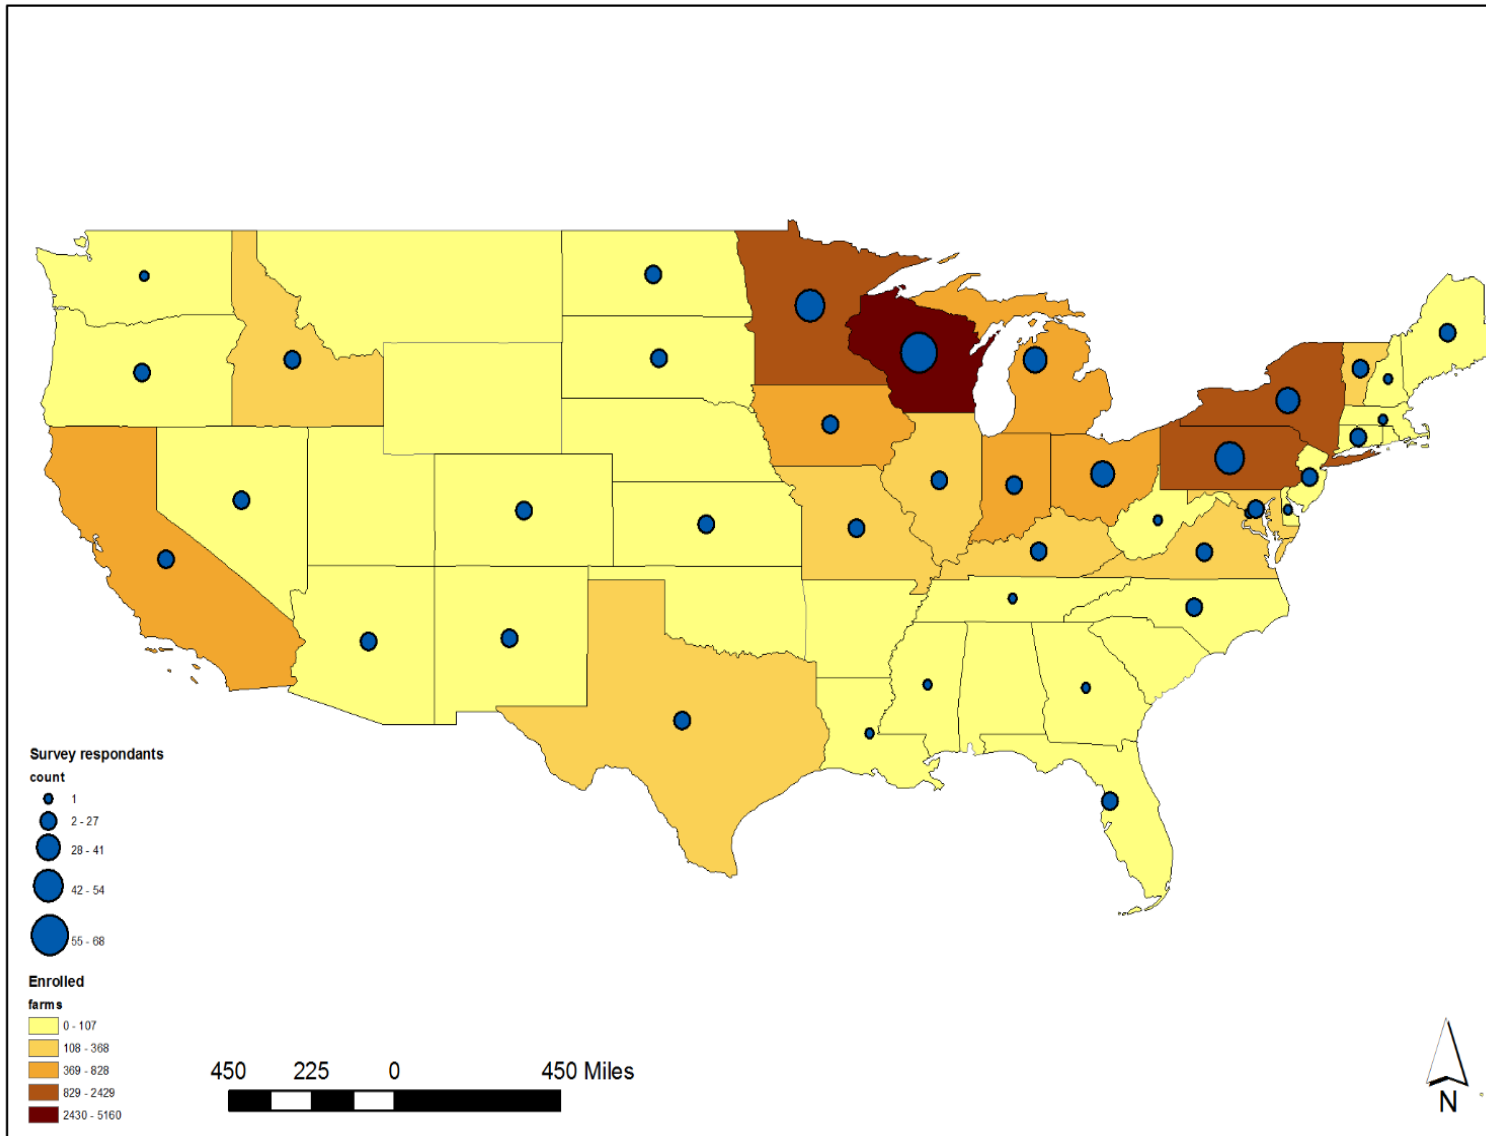 Survey respondants
count
1
2 - 27
28 - 41
42 - 54
55 - 68
Enrolled
farms
0 - 107
108 - 368
369 - 828
829 - 2429
2430 - 5160
450 225 0 450 Miles
N